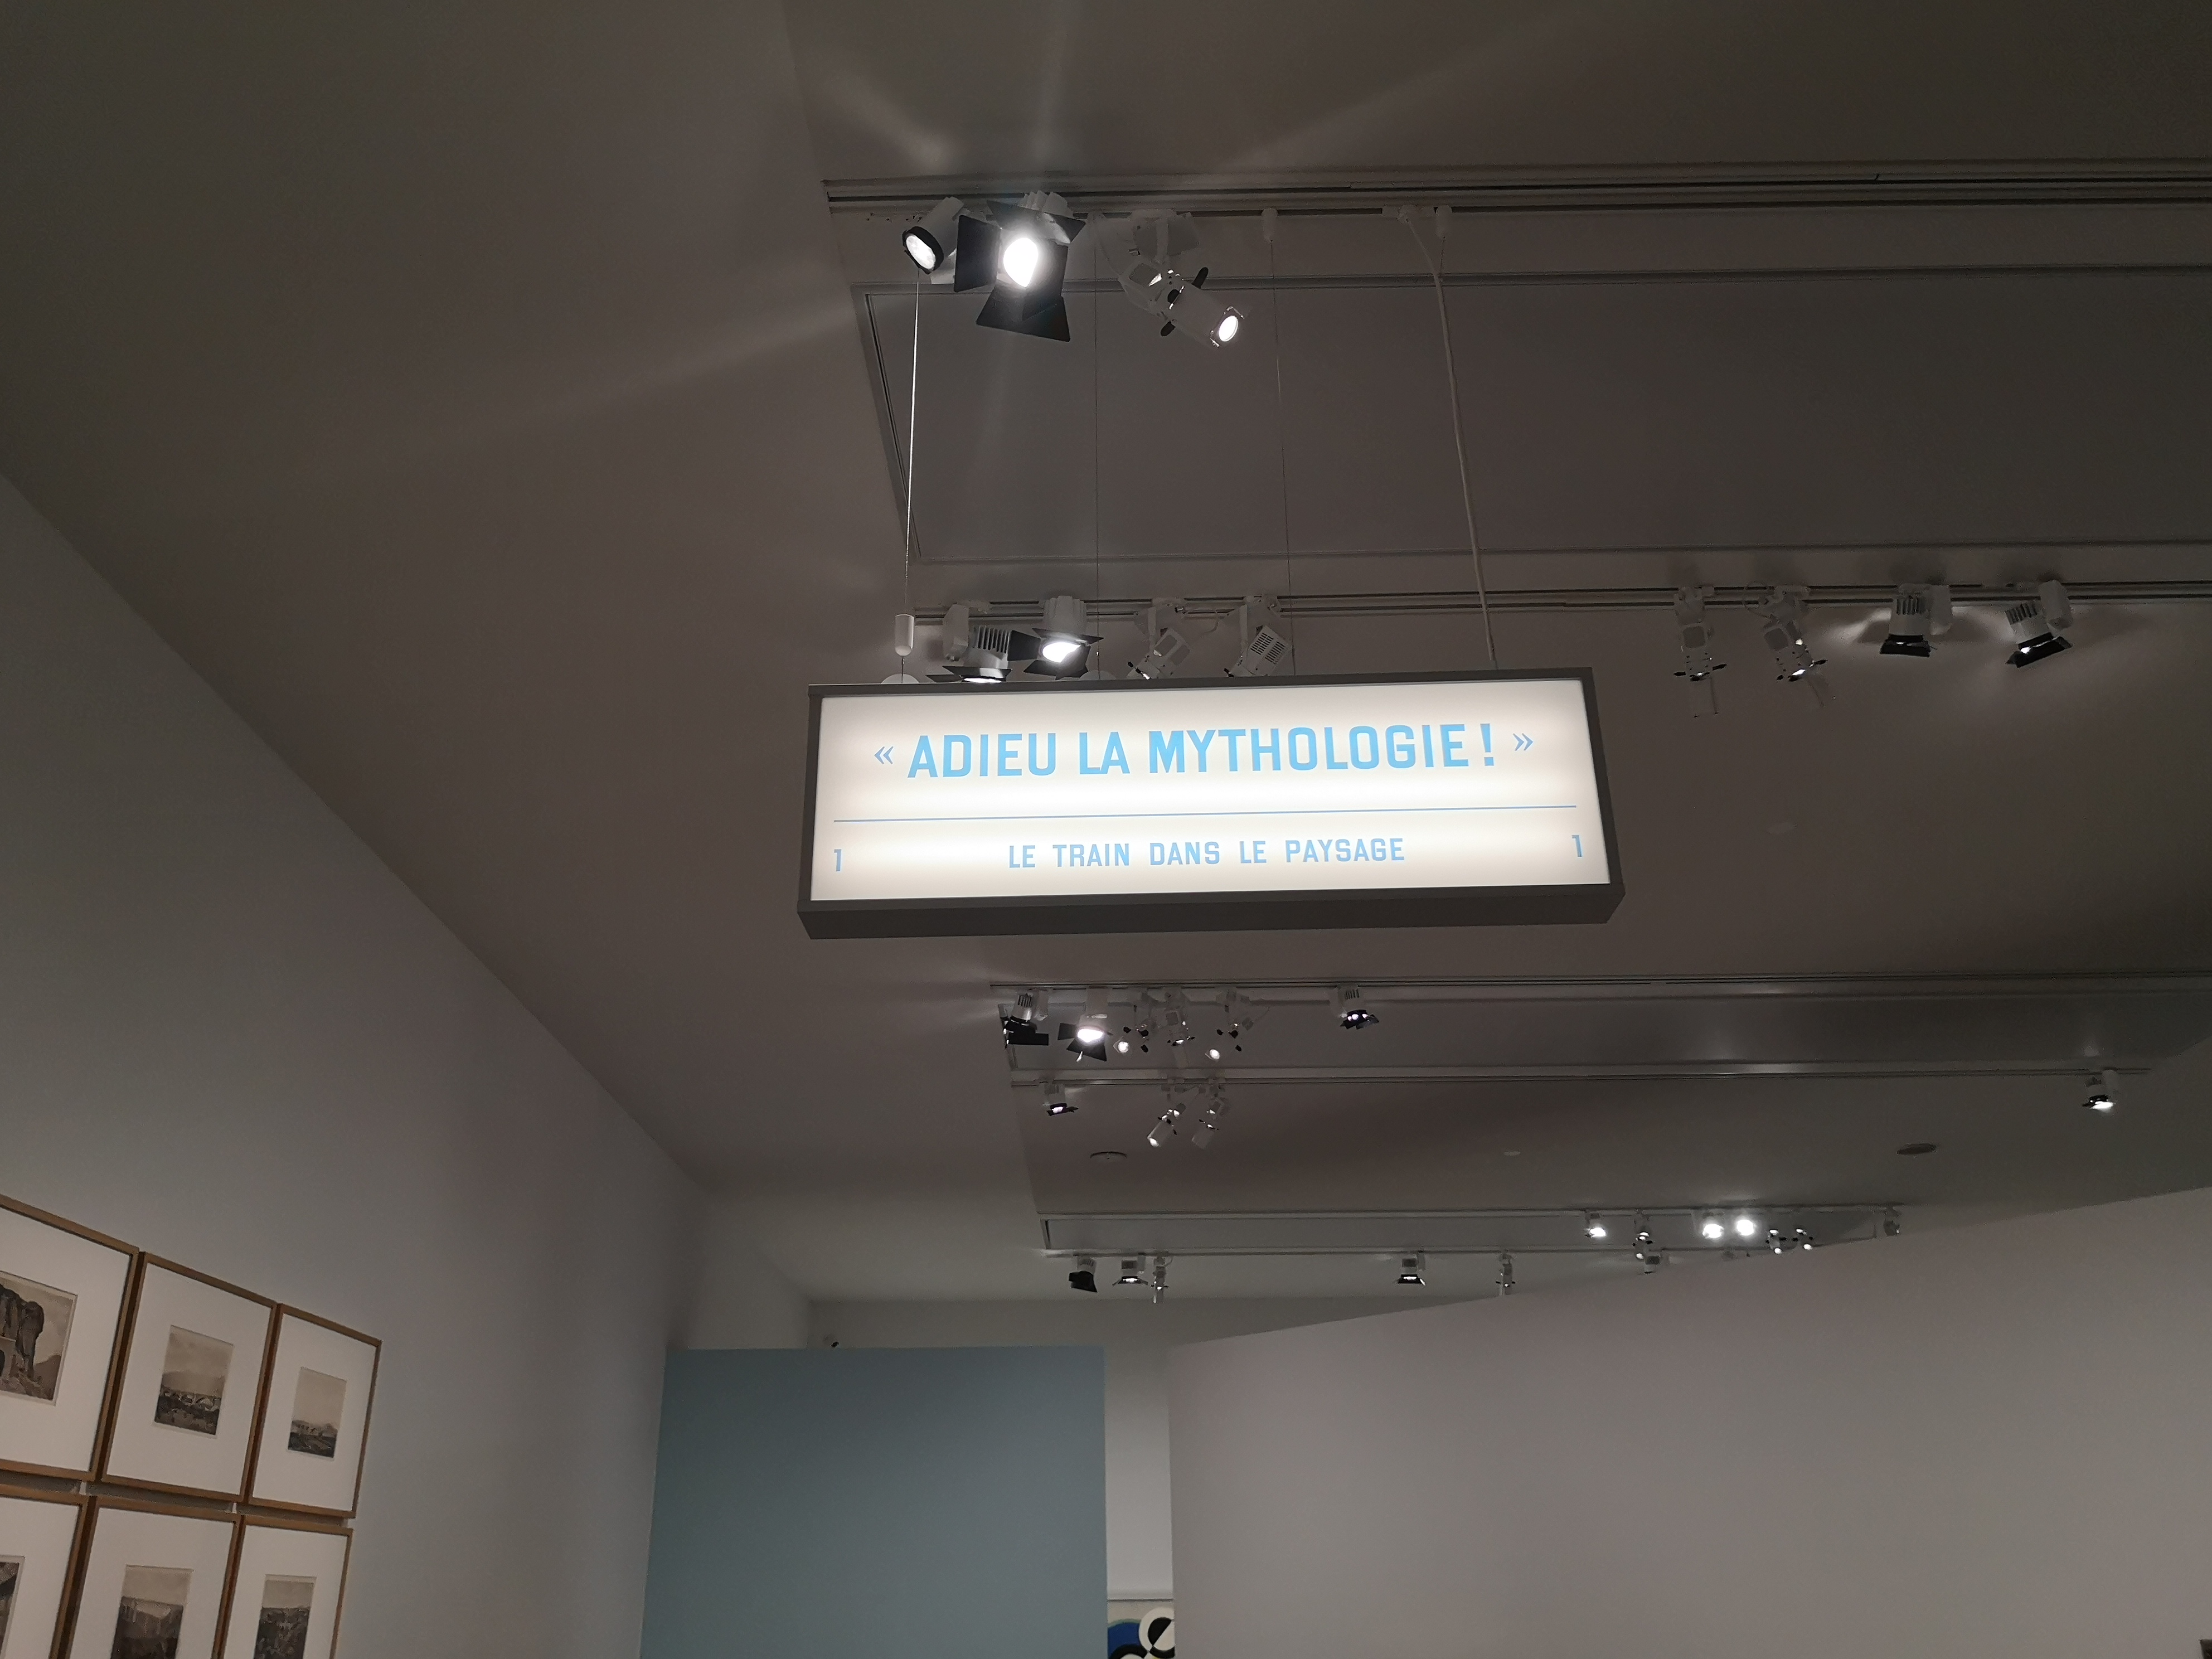 « ADIEU LA MYTHOLOGIE ! »
1 LE TRAIN DANS LE PAYSAGE 1